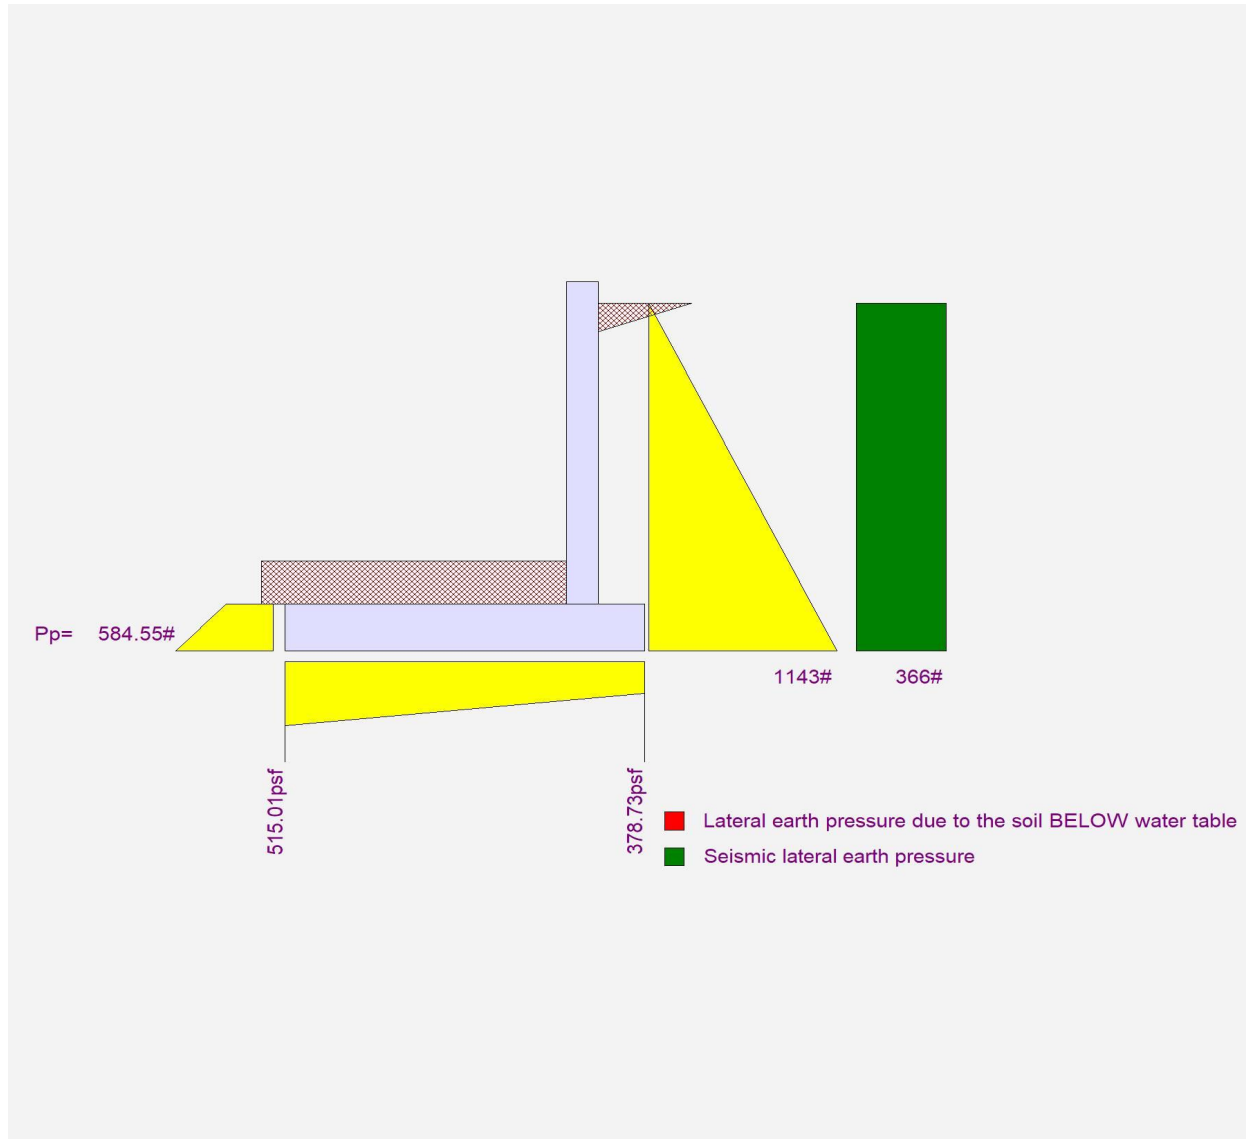 Pp= 584.55#
1143# 366#
515.01psf
378.73psf
Lateral earth pressure due to the soil BELOW water table
Seismic lateral earth pressure